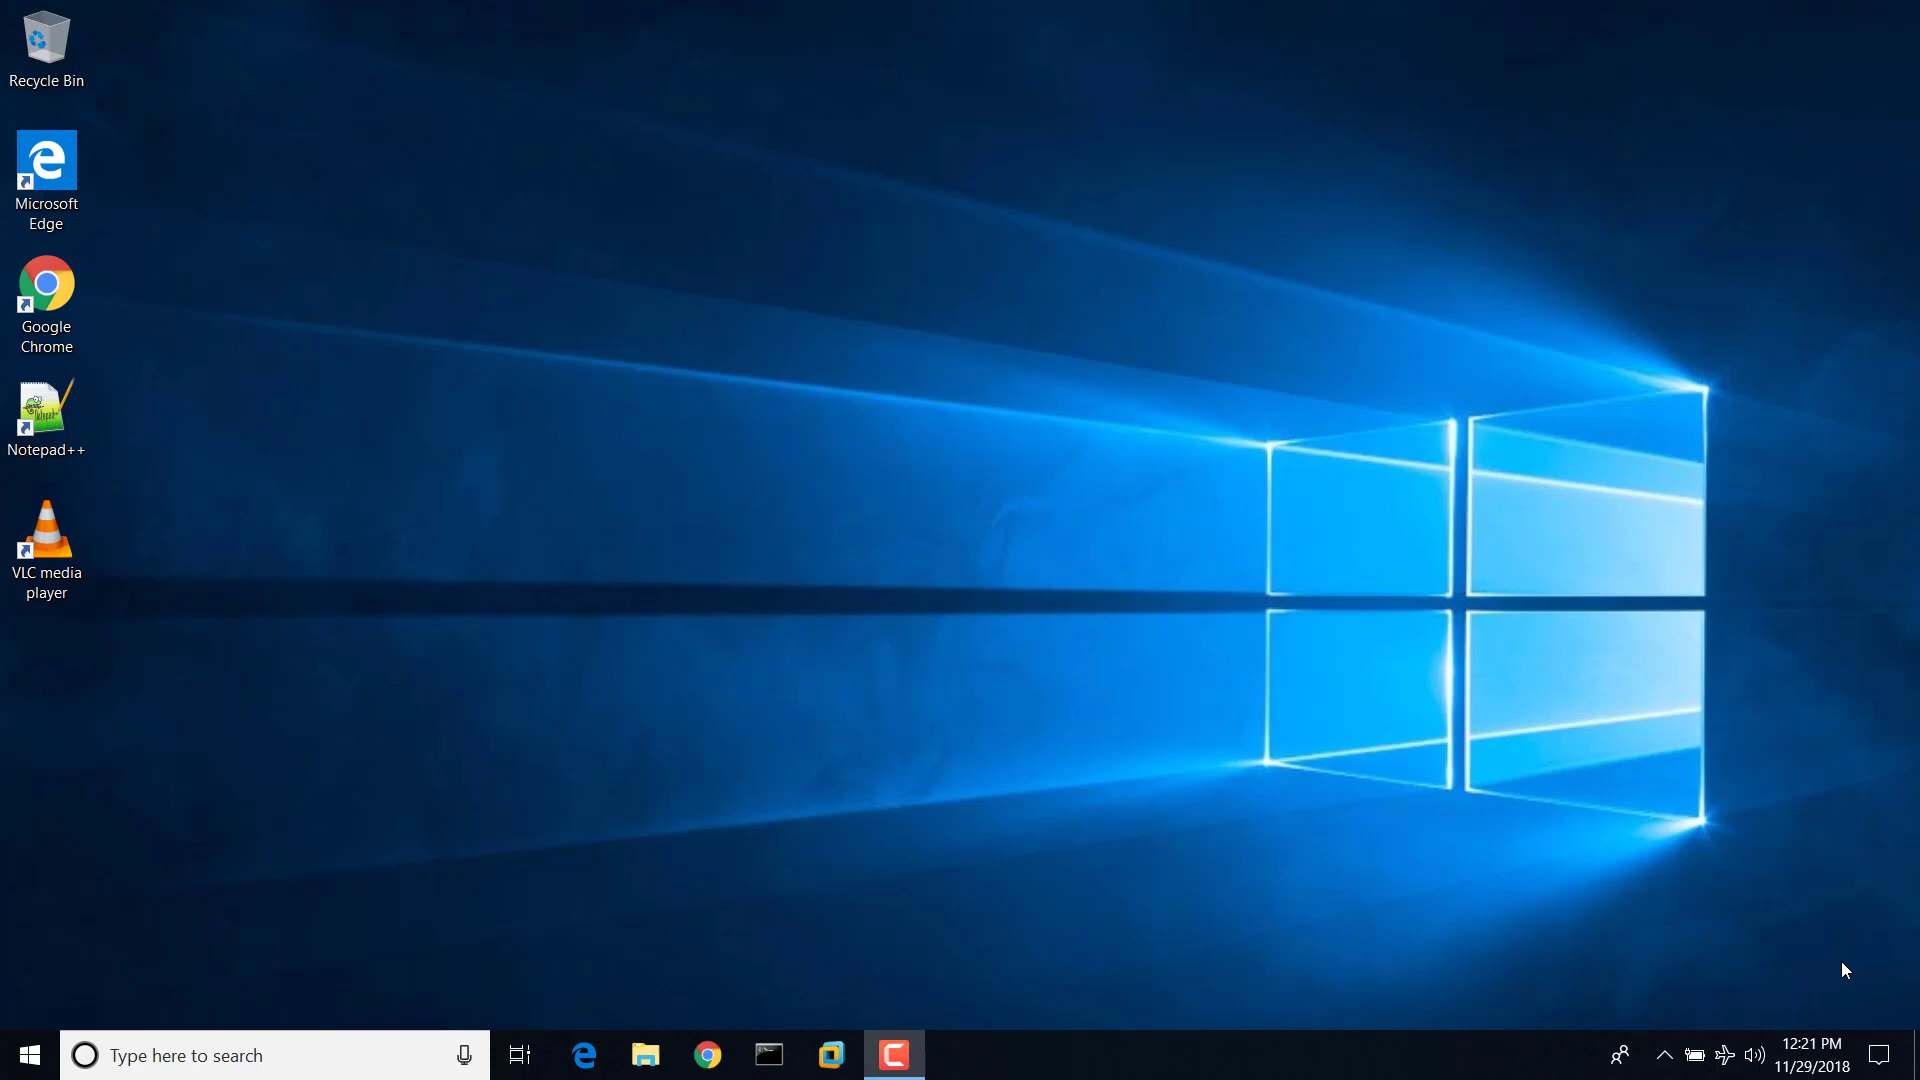 Recycle Bin
Microsoft
Edge
Google
Chrome
Notepad++
VLC media
player
Type here to search
12:21 PM
11/29/2018